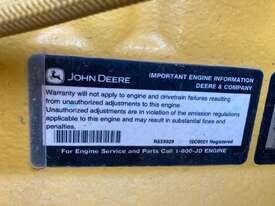 JOHN DEERE
IMPORTANT ENGINE INFORMATION
DEERE & COMPANY
Warranty will not apply to engine and drivetrain failures resulting
from unauthorized adjustments to this engine.
Unauthorized adjustments are in violation of the emission regulations
applicable to this engine and may result in substantial fines and
penalties.
ISO9001 Registered
For Engine Service and Parts Call 1-800-JD ENGINE